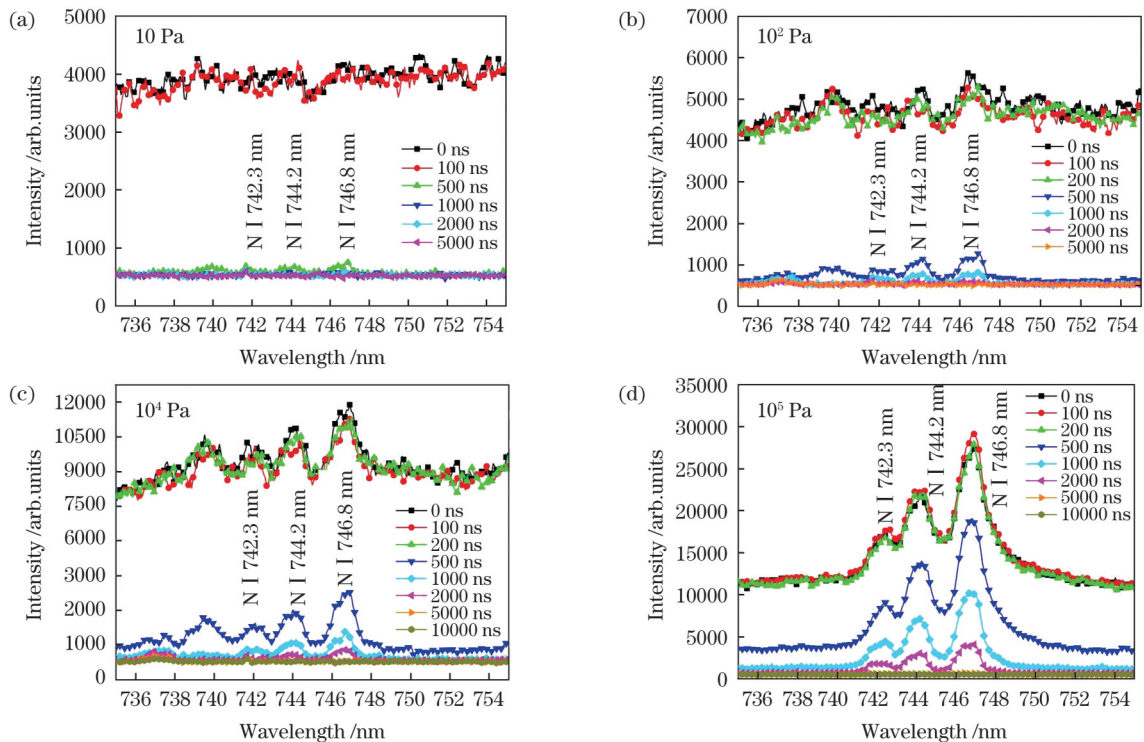 (a)
10 Pa
5000
4000
3000
2000
1000
0
Intensity /arb.units
N I 742.3 nm
N I 744.2 nm
N I 746.8 nm
0 ns
100 ns
500 ns
1000 ns
2000 ns
5000 ns
736 738 740 742 744 746 748 750 752 754
Wavelength /nm
(b)
10² Pa
7000
6000
5000
4000
3000
2000
1000
0
Intensity /arb.units
N I 742.3 nm
N I 744.2 nm
N I 746.8 nm
0 ns
100 ns
200 ns
500 ns
1000 ns
2000 ns
5000 ns
736 738 740 742 744 746 748 750 752 754
Wavelength /nm
(c)
10⁴ Pa
12000
10500
9000
7500
3000
2000
1000
0
Intensity /arb.units
N I 742.3 nm
N I 744.2 nm
N I 746.8 nm
0 ns
100 ns
200 ns
500 ns
1000 ns
2000 ns
5000 ns
10000 ns
736 738 740 742 744 746 748 750 752 754
Wavelength /nm
(d)
10⁵ Pa
35000
30000
25000
20000
15000
10000
5000
0
Intensity /arb.units
N I 742.3 nm
N I 744.2 nm
N I 746.8 nm
0 ns
100 ns
200 ns
500 ns
1000 ns
2000 ns
5000 ns
10000 ns
736 738 740 742 744 746 748 750 752 754
Wavelength /nm